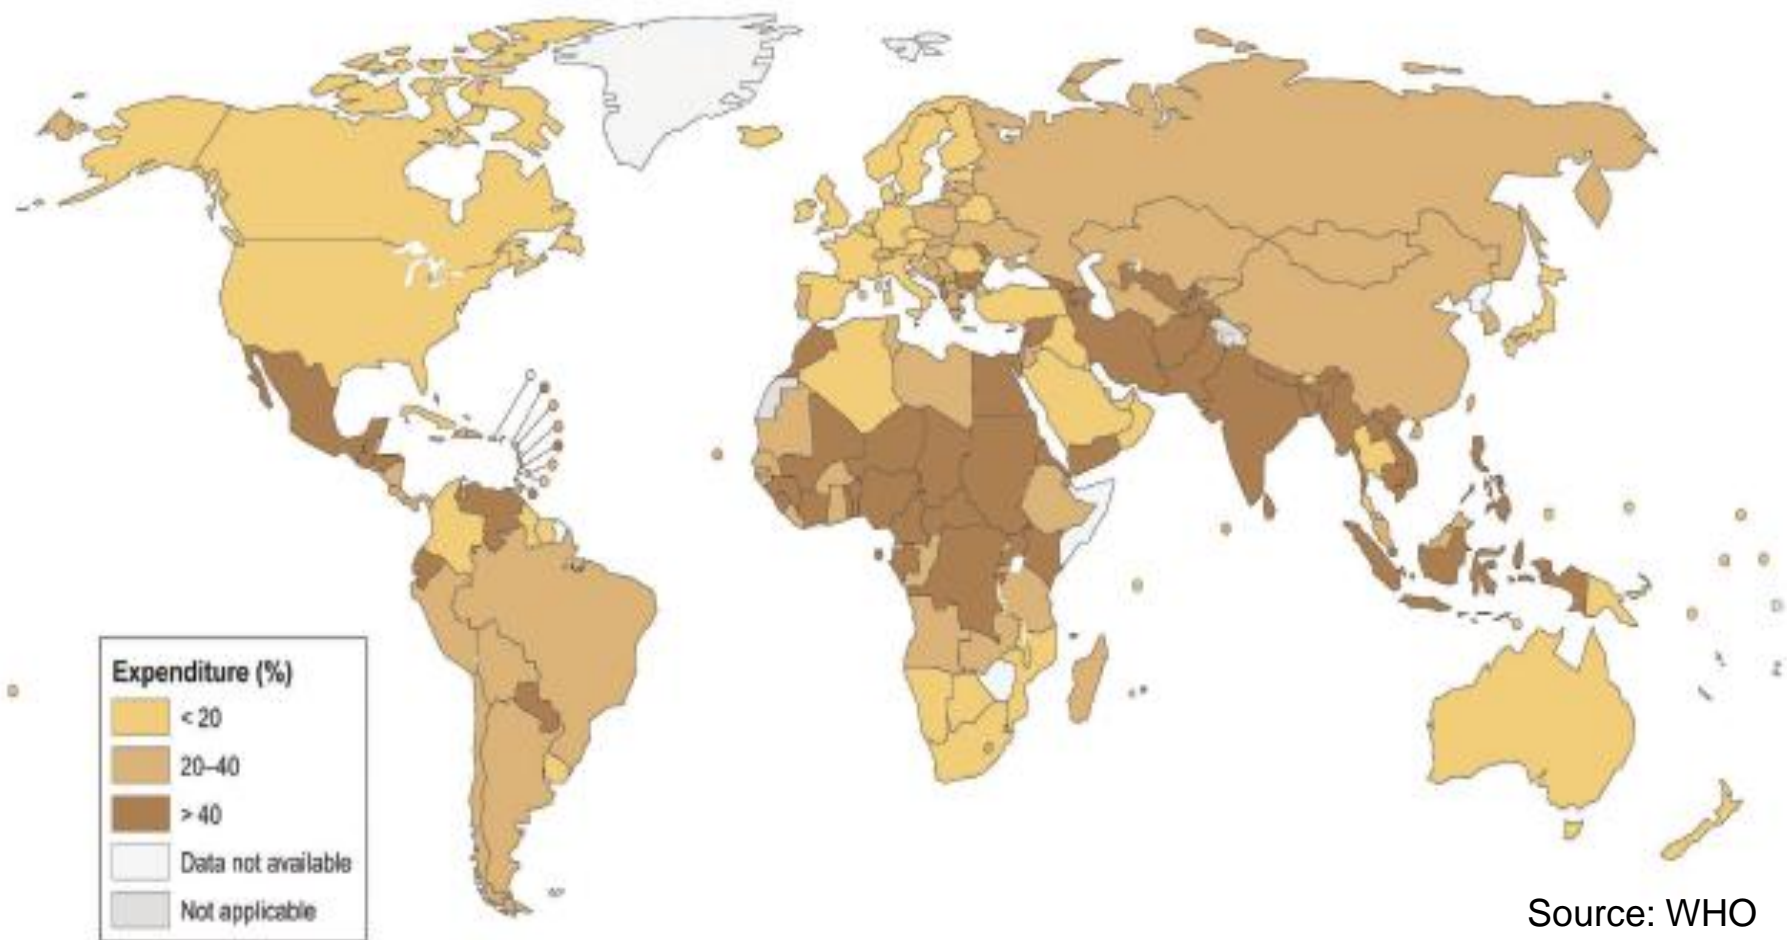 Expenditure (%)
< 20
20–40
> 40
Data not available
Not applicable
Source: WHO